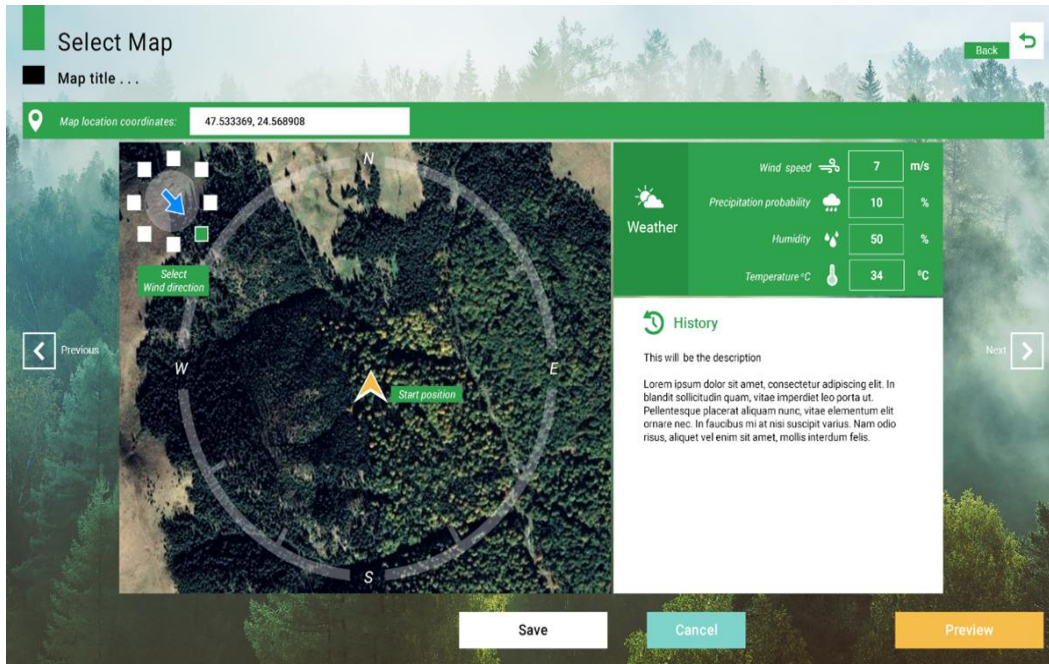 Select Map
Back
Map title . . .
Map location coordinates:
47.533369, 24.568908
N
Wind speed
7
m/s
Precipitation probability
10
%
Weather
Humidity
50
%
Select
Wind direction
Temperature °C
34
°C
History
This will be the description
Previous
Next
W
E
Lorem ipsum dolor sit amet, consectetur adipiscing elit. In
blandit sollicitudin quam, vitae imperdiet leo porta ut.
Pellentesque placerat aliquam nunc, vitae elementum elit
ornare nec. In faucibus mi at nisi suscipit varius. Nam odio
risus, aliquet vel enim sit amet, mollis interdum felis.
Start position
S
Save
Cancel
Preview